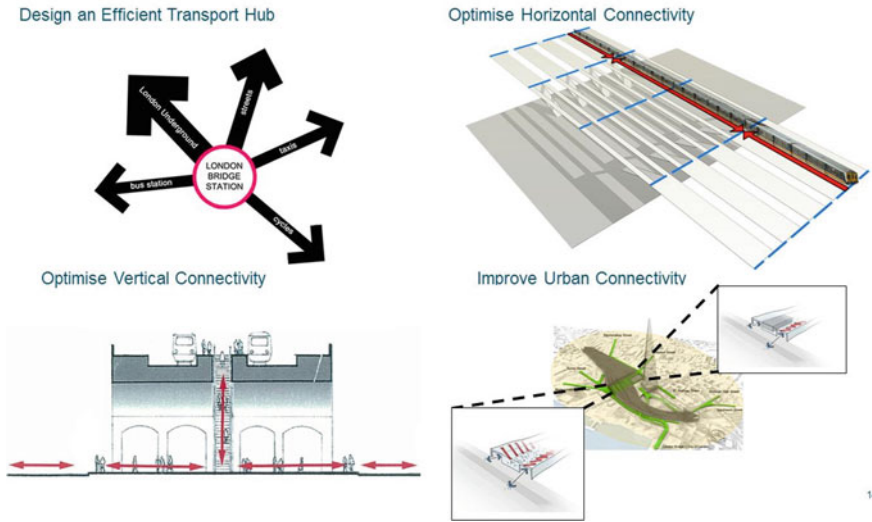 Design an Efficient Transport Hub
Optimise Horizontal Connectivity
London Underground
streets
taxis
LONDON
BRIDGE
STATION
bus station
cycles
Optimise Vertical Connectivity
Improve Urban Connectivity
1